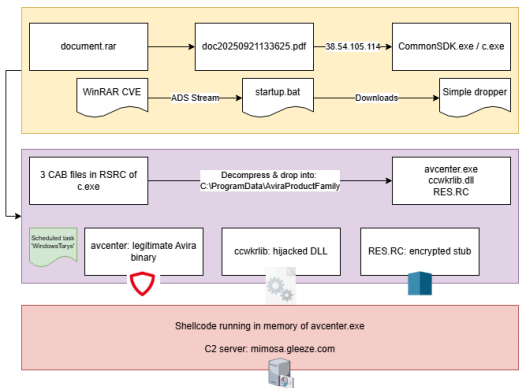 document.rar
doc20250921133625.pdf
38.54.105.114
CommonSDK.exe / c.exe
WinRAR CVE
ADS Stream
startup.bat
Downloads
Simple dropper
3 CAB files in RSRC of
c.exe
Decompress & drop into:
C:\ProgramData\AviraProductFamily
avcenter.exe
ccwkrlib.dll
RES.RC
Scheduled task
'WindowsTarys'
avcenter: legitimate Avira
binary
ccwkrlib: hijacked DLL
RES.RC: encrypted stub
Shellcode running in memory of avcenter.exe
C2 server: mimosa.gleeze.com